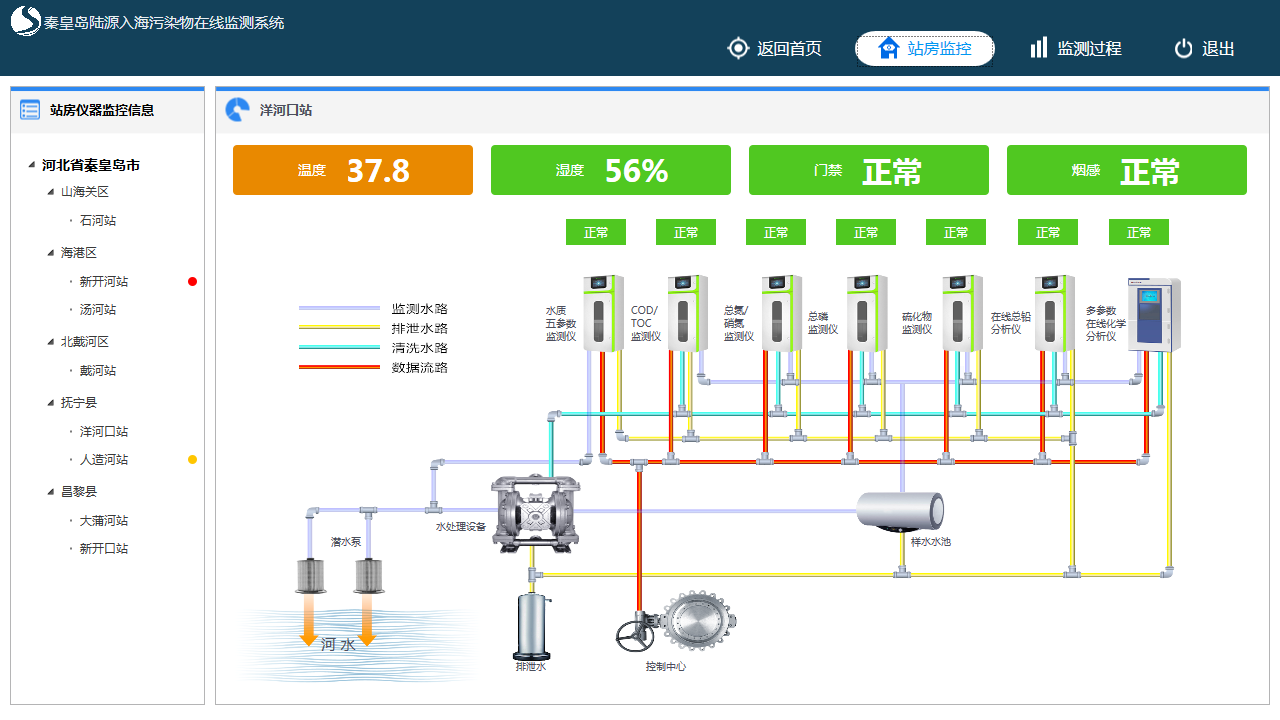 秦皇岛陆源入海污染物在线监测系统
返回首页
站房监控
监测过程
退出
站房仪器监控信息
河北省秦皇岛市
山海关区
石河站
海港区
新开河站
汤河站
北戴河区
戴河站
抚宁县
洋河口站
人造河站
昌黎县
大蒲河站
新开口站
洋河口站
温度 37.8
湿度 56%
门禁 正常
烟感 正常
正常
正常
正常
正常
正常
正常
正常
监测水路
排泄水路
清洗水路
数据流路
水质
五参数
监测仪
COD/
TOC
监测仪
总氮/
硝氮
监测仪
总磷
监测仪
硫化物
监测仪
在线总铅
分析仪
多参数
在线化学
分析仪
水处理设备
潜水泵
样水水池
河 水
排泄水
控制中心